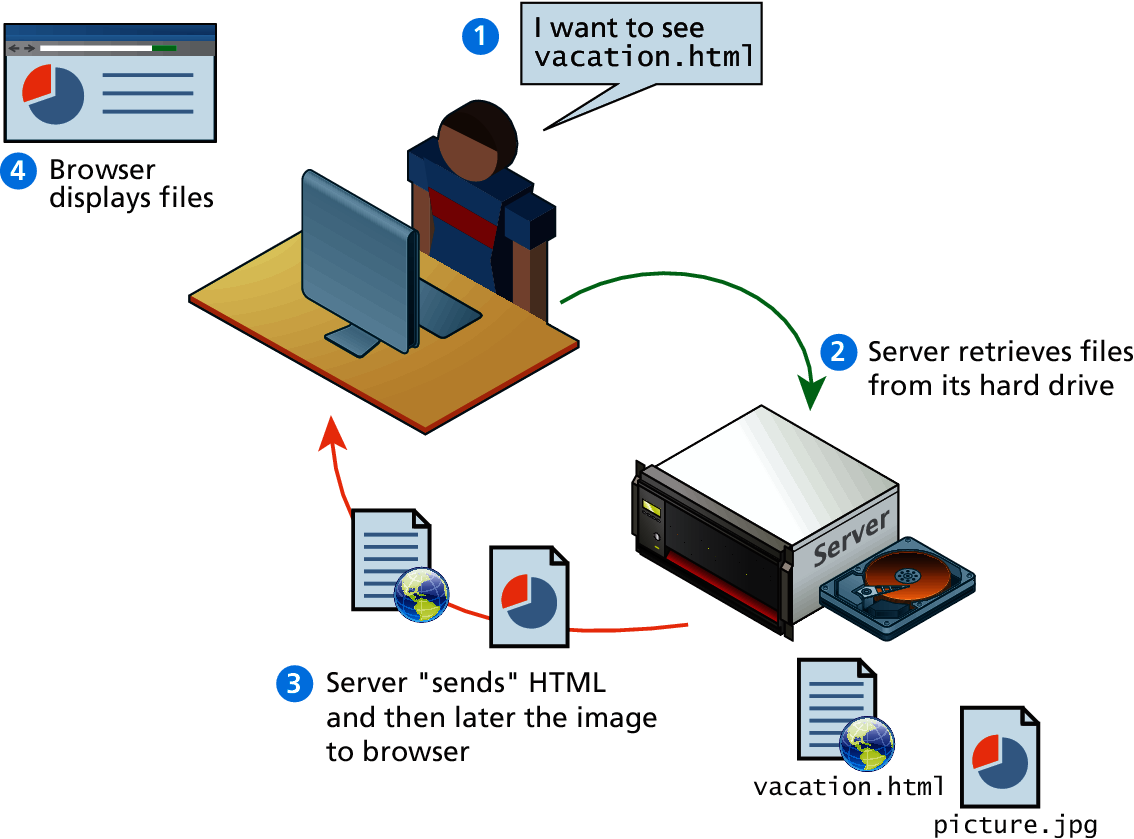 1
I want to see
vacation.html
4
Browser
displays files
2
Server retrieves files
from its hard drive
Server
3
Server "sends" HTML
and then later the image
to browser
vacation.html
picture.jpg